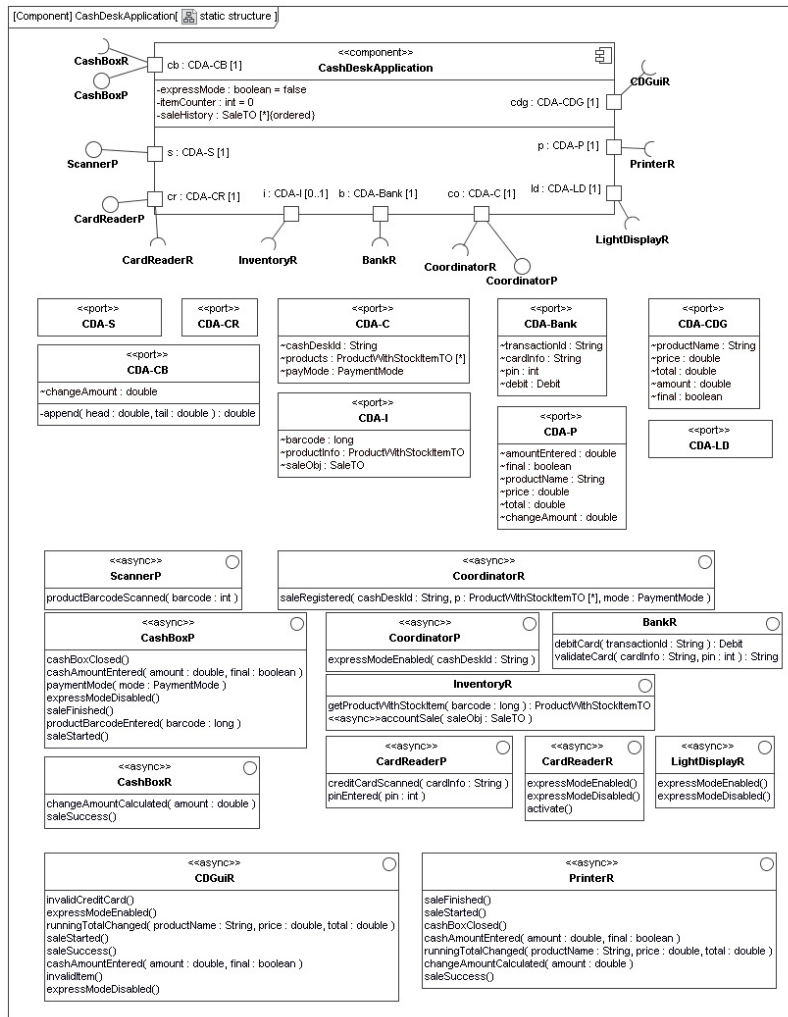 [Component] CashDeskApplication[ static structure ]
<<component>>
CashDeskApplication
-expressMode : boolean = false
-itemCounter : int = 0
-saleHistory : SaleTO [*]{ordered}
CashBoxR
cb : CDA-CB [1]
CashBoxP
CDGuiR
cdg : CDA-CDG [1]
s : CDA-S [1]
ScannerP
p : CDA-P [1]
PrinterR
cr : CDA-CR [1]
i : CDA-I [0..1]
b : CDA-Bank [1]
co : CDA-C [1]
ld : CDA-LD [1]
CardReaderP
LightDisplayR
CardReaderR
InventoryR
BankR
CoordinatorR
CoordinatorP
<<port>>
CDA-S
<<port>>
CDA-CR
<<port>>
CDA-CB
~changeAmount : double
-append( head : double, tail : double ) : double
<<port>>
CDA-C
~cashDeskId : String
~products : ProductWithStockItemTO [*]
~payMode : PaymentMode
<<port>>
CDA-I
~barcode : long
~productInfo : ProductWithStockItemTO
~saleObj : SaleTO
<<port>>
CDA-Bank
~transactionId : String
~cardInfo : String
~pin : int
~debit : Debit
<<port>>
CDA-P
~amountEntered : double
~final : boolean
~productName : String
~price : double
~total : double
~changeAmount : double
<<port>>
CDA-CDG
~productName : String
~price : double
~total : double
~amount : double
~final : boolean
<<port>>
CDA-LD
<<async>>
ScannerP
productBarcodeScanned( barcode : int )
<<async>>
CoordinatorR
saleRegistered( cashDeskId : String, p : ProductWithStockItemTO [*], mode : PaymentMode )
<<async>>
CashBoxP
cashBoxClosed()
cashAmountEntered( amount : double, final : boolean )
paymentMode( mode : PaymentMode )
expressModeDisabled()
saleFinished()
productBarcodeEntered( barcode : long )
saleStarted()
<<async>>
CoordinatorP
expressModeEnabled( cashDeskId : String )
BankR
debitCard( transactionId : String ) : Debit
validateCard( cardInfo : String, pin : int ) : String
InventoryR
getProductWithStockItem( barcode : long ) : ProductWithStockItemTO
<<async>>accountSale( saleObj : SaleTO )
<<async>>
CashBoxR
changeAmountCalculated( amount : double )
saleSuccess()
<<async>>
CardReaderP
creditCardScanned( cardInfo : String )
pinEntered( pin : int )
<<async>>
CardReaderR
expressModeEnabled()
expressModeDisabled()
activate()
<<async>>
LightDisplayR
expressModeEnabled()
expressModeDisabled()
<<async>>
CDGuiR
invalidCreditCard()
expressModeEnabled()
runningTotalChanged( productName : String, price : double, total : double )
saleStarted()
saleSuccess()
cashAmountEntered( amount : double, final : boolean )
invalidItem()
expressModeDisabled()
<<async>>
PrinterR
saleFinished()
saleStarted()
cashBoxClosed()
cashAmountEntered( amount : double, final : boolean )
runningTotalChanged( productName : String, price : double, total : double )
changeAmountCalculated( amount : double )
saleSuccess()